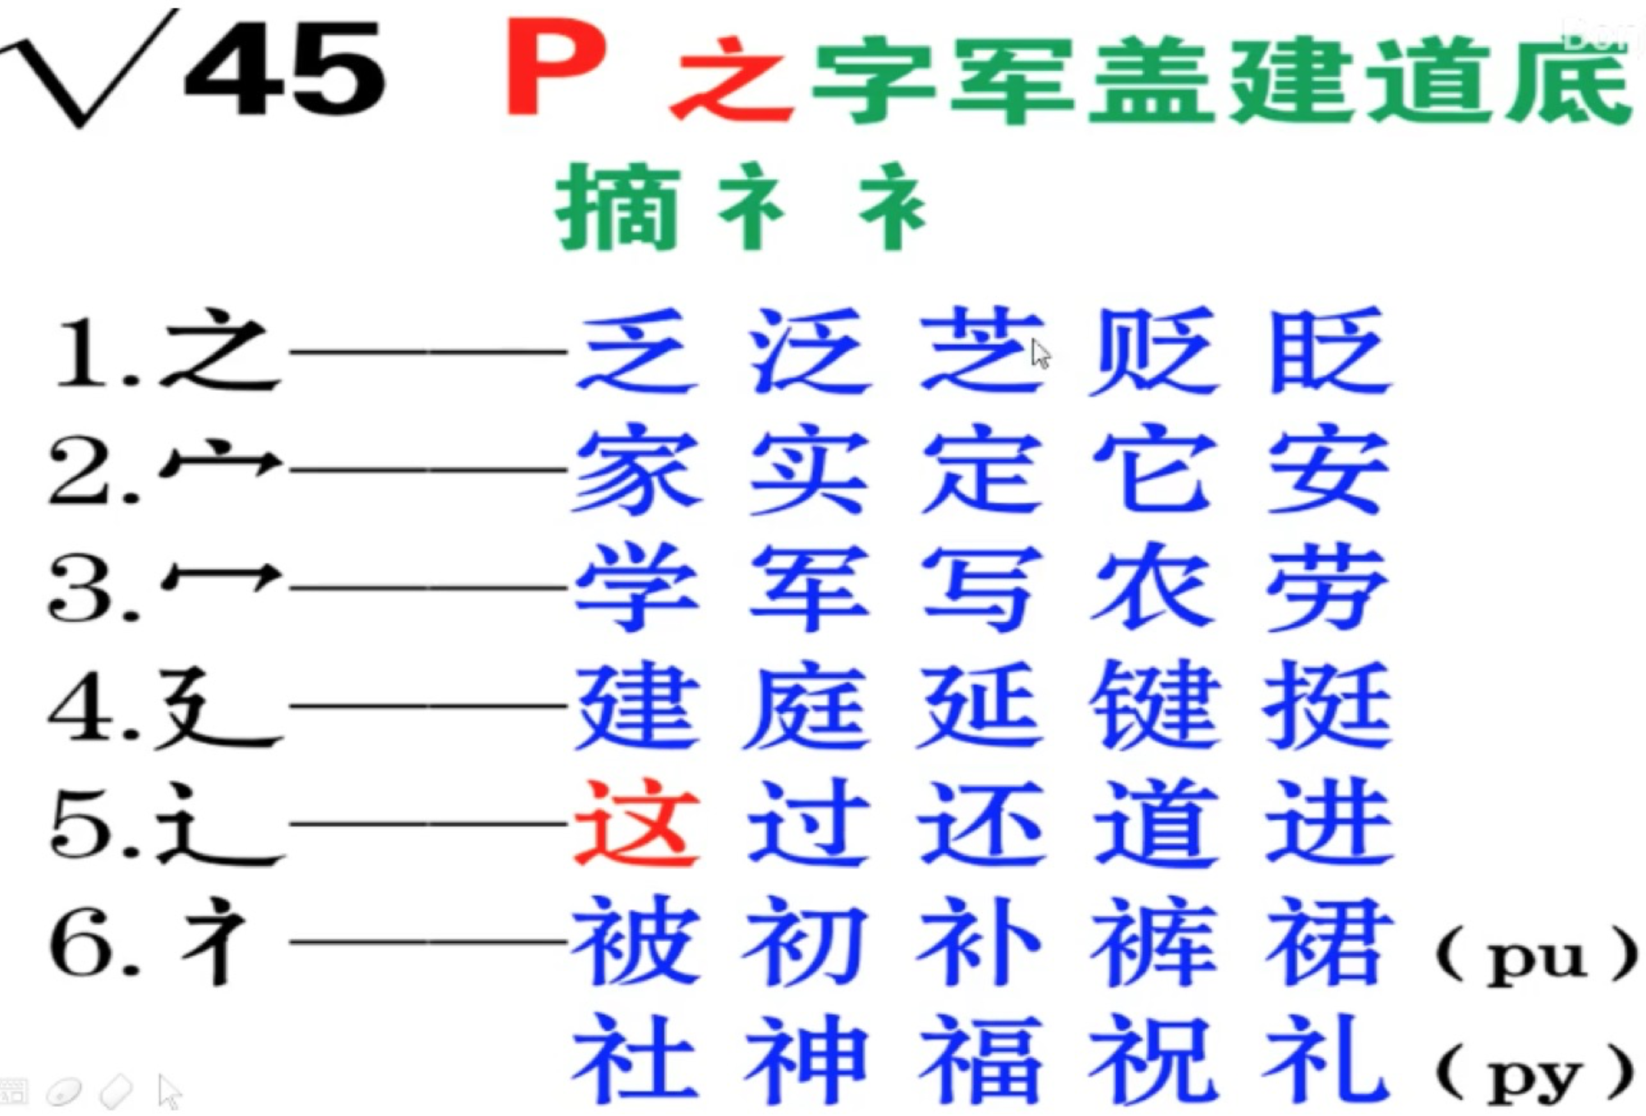 √45 P 之字军盖建道底
摘礻衤
1.之——乏 泛 芝 贬 眨
2.宀——家 实 定 它 安
3.冖——学 军 写 农 劳
4.廴——建 庭 延 键 挺
5.辶——这 过 还 道 进
6.礻——被 初 补 裤 裙（pu）
社 神 福 祝 礼（py）